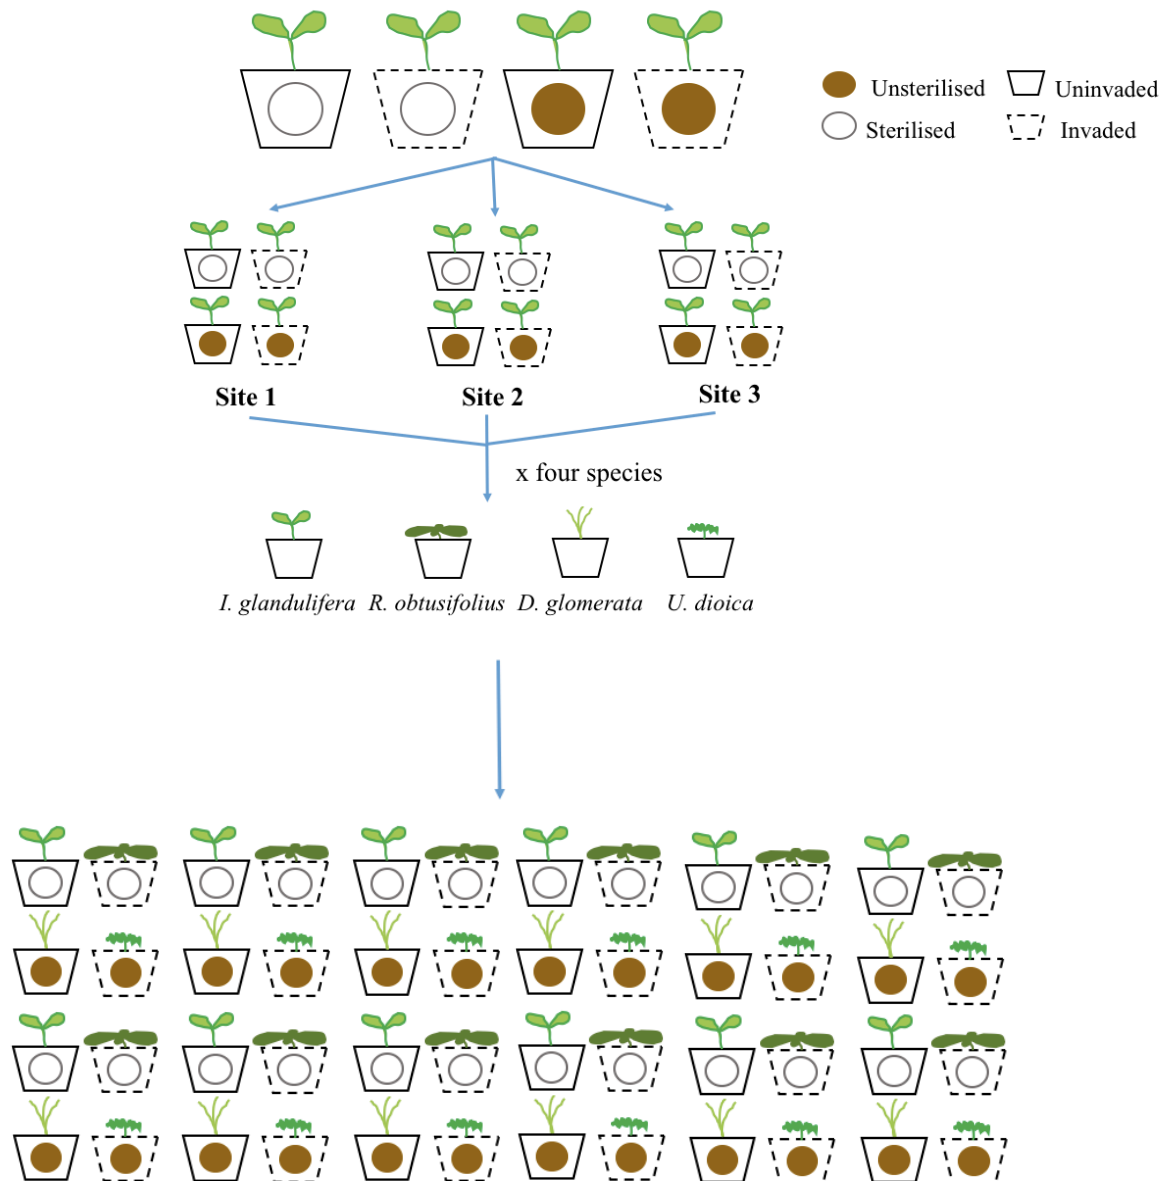 Unsterilised
Uninvaded
Sterilised
Invaded
Site 1
Site 2
Site 3
x four species
I. glandulifera
R. obtusifolius
D. glomerata
U. dioica